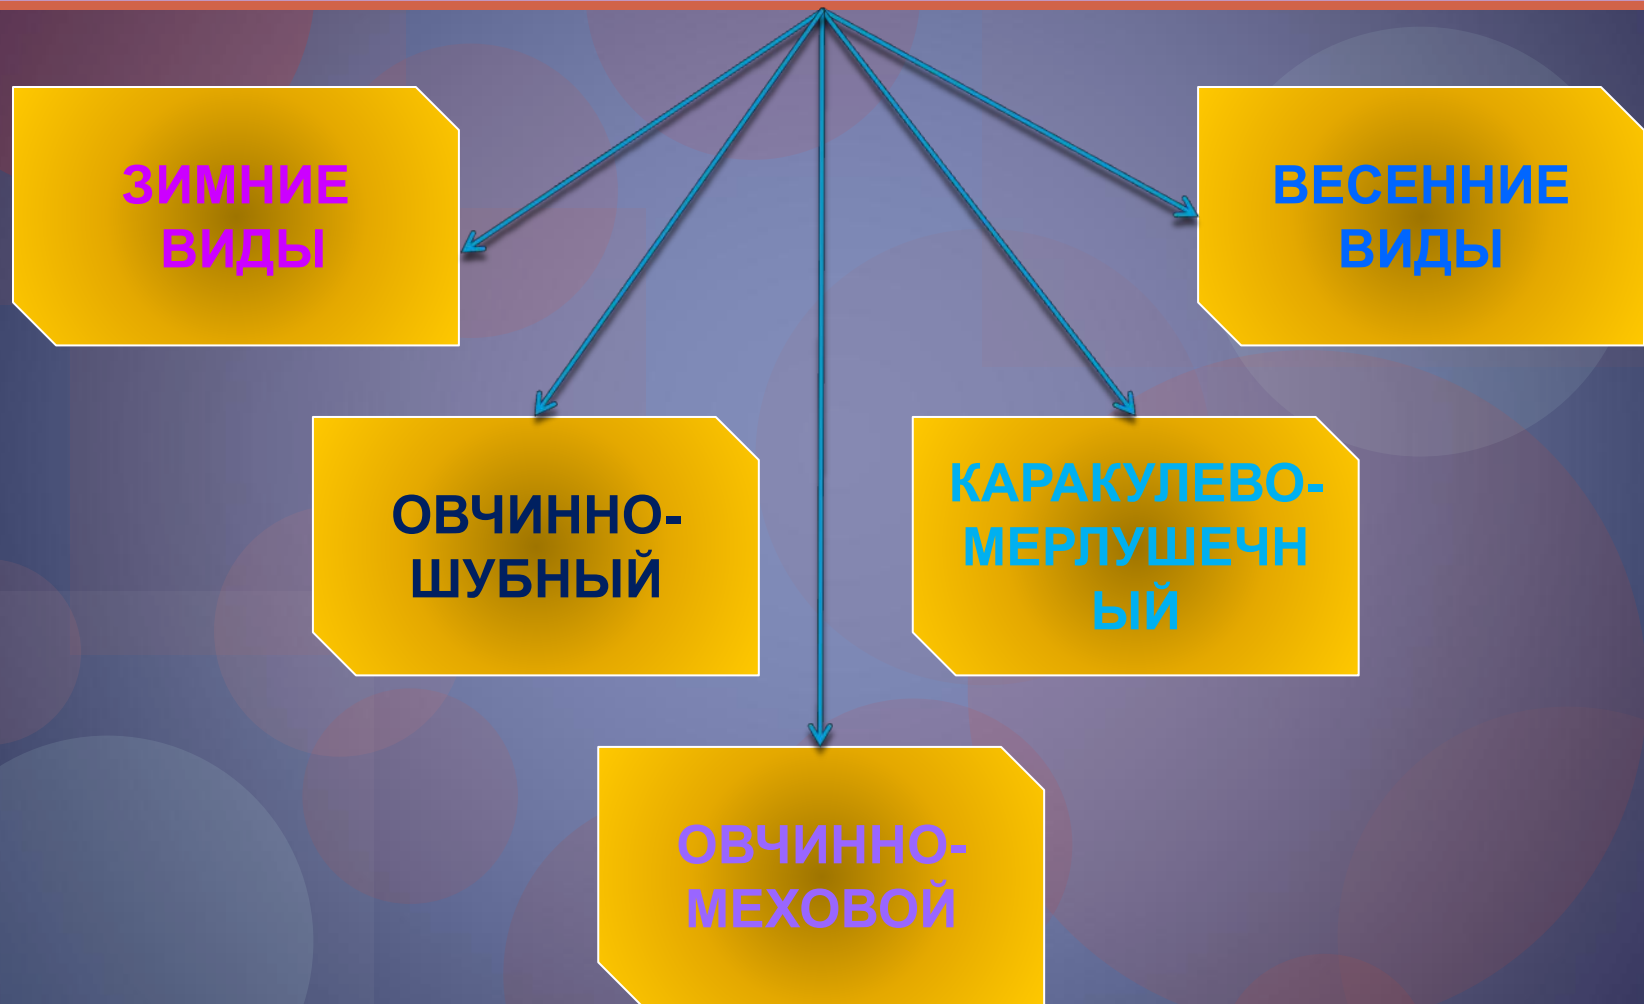 ЗИМНИЕ
ВИДЫ
ВЕСЕННИЕ
ВИДЫ
ОВЧИННО-
ШУБНЫЙ
КАРАКУЛЕВО-
МЕРЛУШЕЧН
ЫЙ
ОВЧИННО-
МЕХОВОЙ